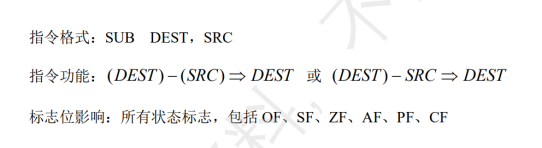 指令格式：SUB DEST，SRC
指令功能：(DEST)−(SRC)⇒DEST 或 (DEST)−SRC⇒DEST
标志位影响：所有状态标志，包括 OF、SF、ZF、AF、PF、CF